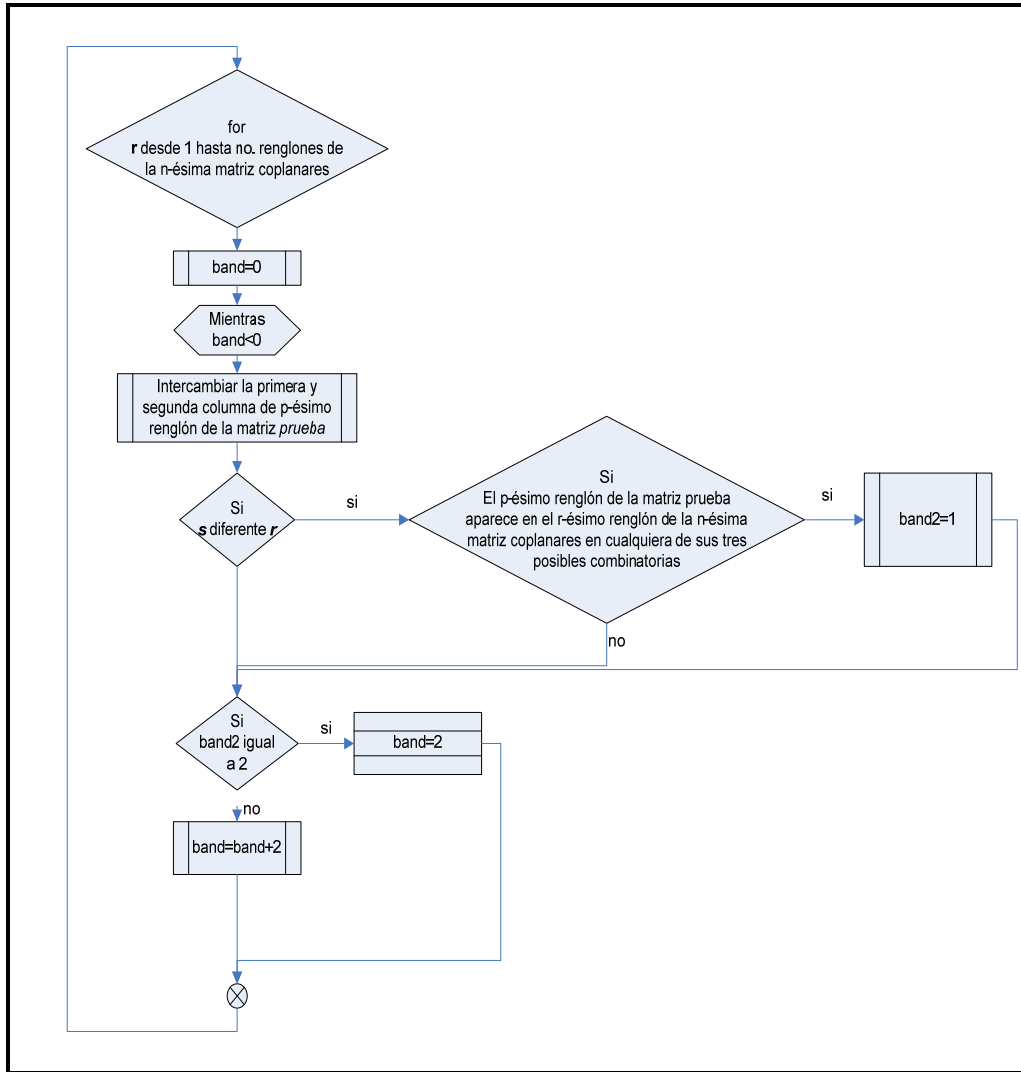 for
r desde 1 hasta no. renglones de
la n-ésima matriz coplanares
band=0
Mientras
band<0
Intercambiar la primera y
segunda columna de p-ésimo
renglón de la matriz prueba
Si
s diferente r
si
Si
El p-ésimo renglón de la matriz prueba
aparece en el r-ésimo renglón de la n-ésima
matriz coplanares en cualquiera de sus tres
posibles combinatorias
si
band2=1
no
Si
band2 igual
a 2
si
band=2
no
band=band+2